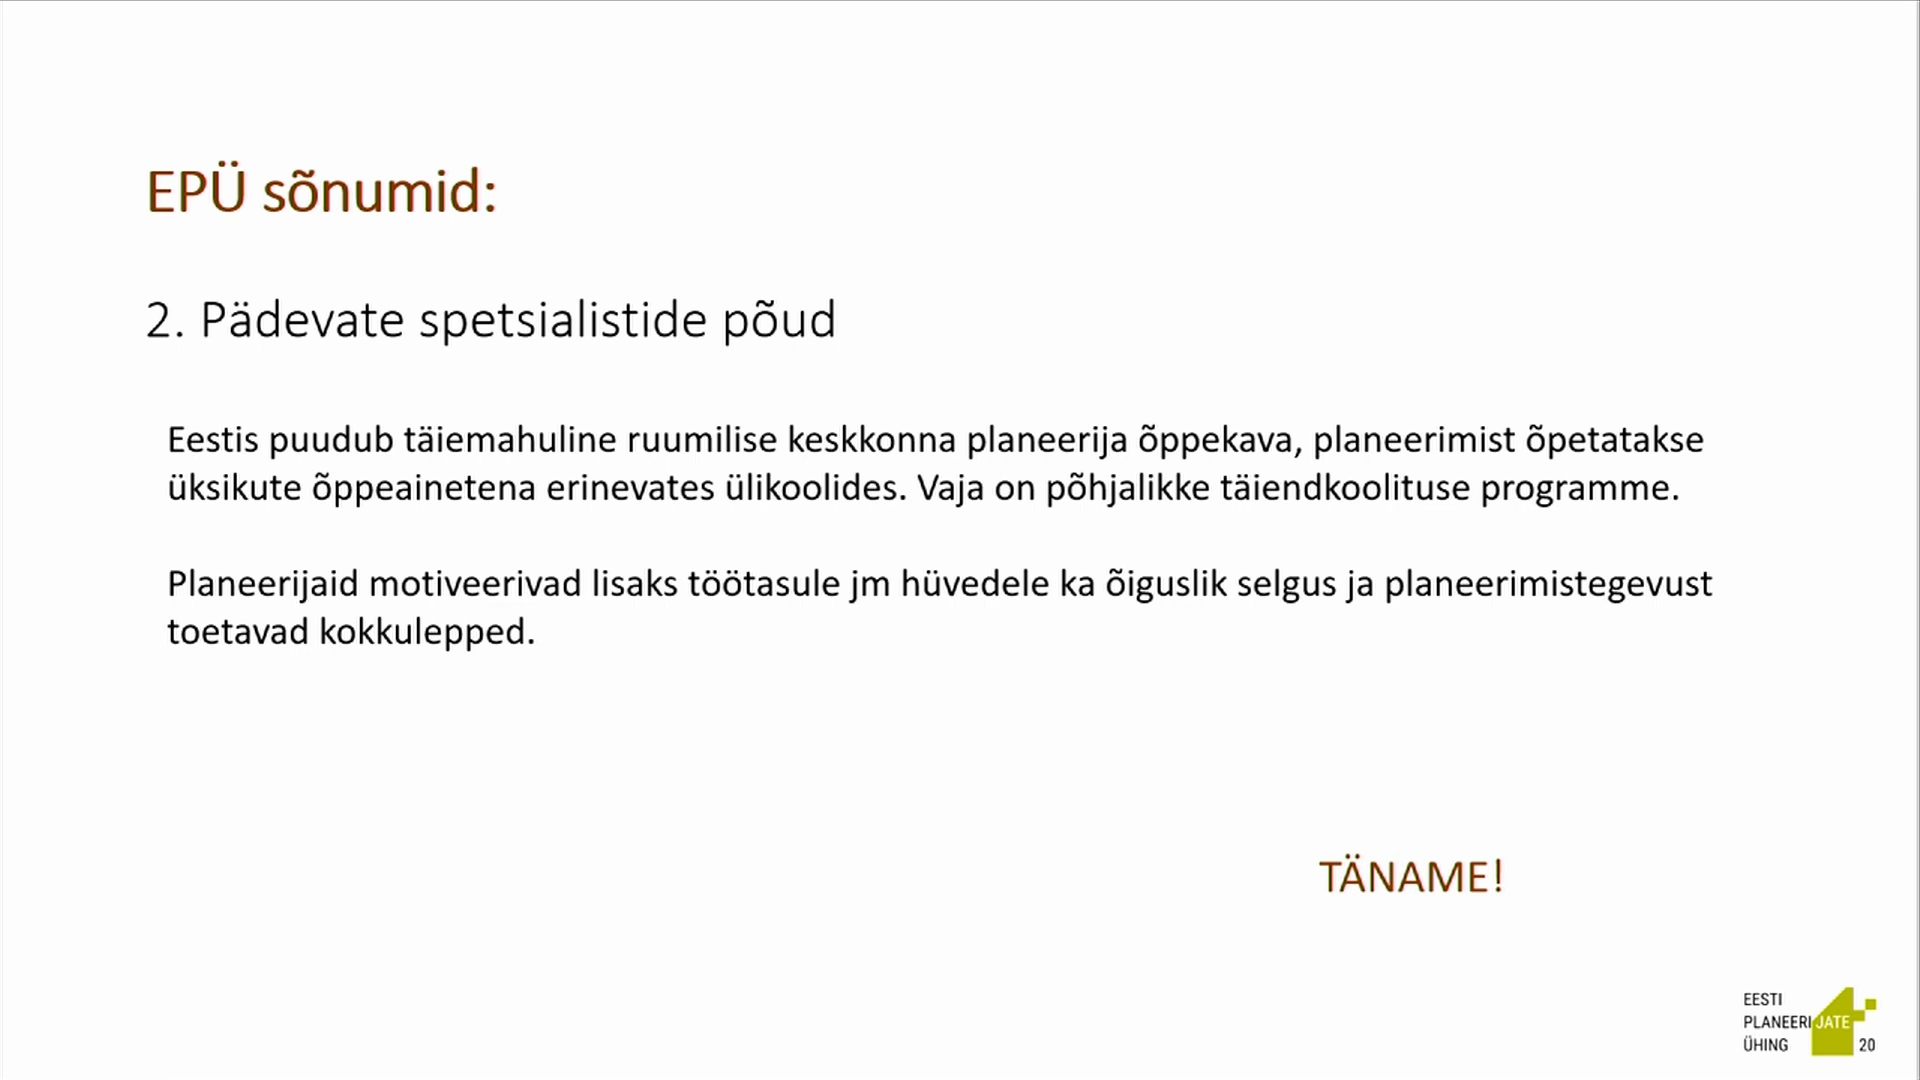 EPÜ sõnumid:
2. Pädevate spetsialistide põud
Eestis puudub täiemahuline ruumilise keskkonna planeerija õppekava, planeerimist õpetatakse
üksikute õppeainetena erinevates ülikoolides. Vaja on põhjalikke täiendkoolituse programme.
Planeerijaid motiveerivad lisaks töötasule jm hüvedele ka õiguslik selgus ja planeerimistegevust
toetavad kokkulepped.
TÄNAME!
EESTI
PLANEERIJATE
ÜHING 20